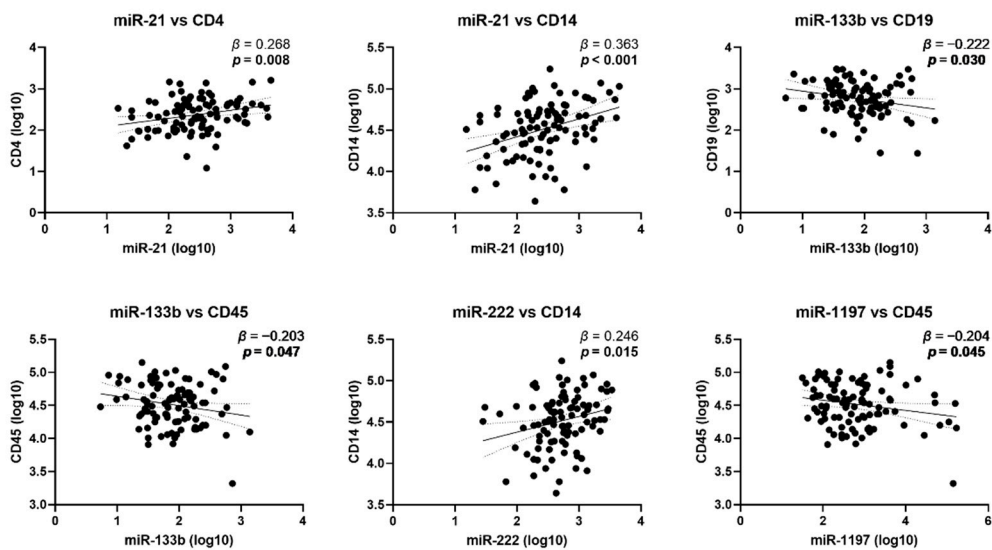 miR-21 vs CD4
β = 0.268
p = 0.008
CD4 (log10)
4
3
2
1
0
0 1 2 3 4
miR-21 (log10)
miR-21 vs CD14
β = 0.363
p < 0.001
CD14 (log10)
5.5
5.0
4.5
4.0
3.5
0 1 2 3 4
miR-21 (log10)
miR-133b vs CD19
β = −0.222
p = 0.030
CD19 (log10)
4
3
2
1
0
0 1 2 3 4
miR-133b (log10)
miR-133b vs CD45
β = −0.203
p = 0.047
CD45 (log10)
5.5
5.0
4.5
4.0
3.5
3.0
0 1 2 3 4
miR-133b (log10)
miR-222 vs CD14
β = 0.246
p = 0.015
CD14 (log10)
5.5
5.0
4.5
4.0
3.5
0 1 2 3 4
miR-222 (log10)
miR-1197 vs CD45
β = −0.204
p = 0.045
CD45 (log10)
5.5
5.0
4.5
4.0
3.5
3.0
0 2 4 6
miR-1197 (log10)